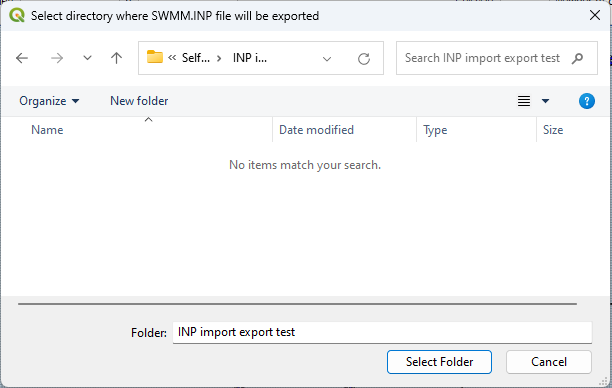 Select directory where SWMM.INP file will be exported
« Self... › INP i...
Search INP import export test
Organize New folder
?
Name Date modified Type Size
No items match your search.
Folder: INP import export test
Select Folder Cancel